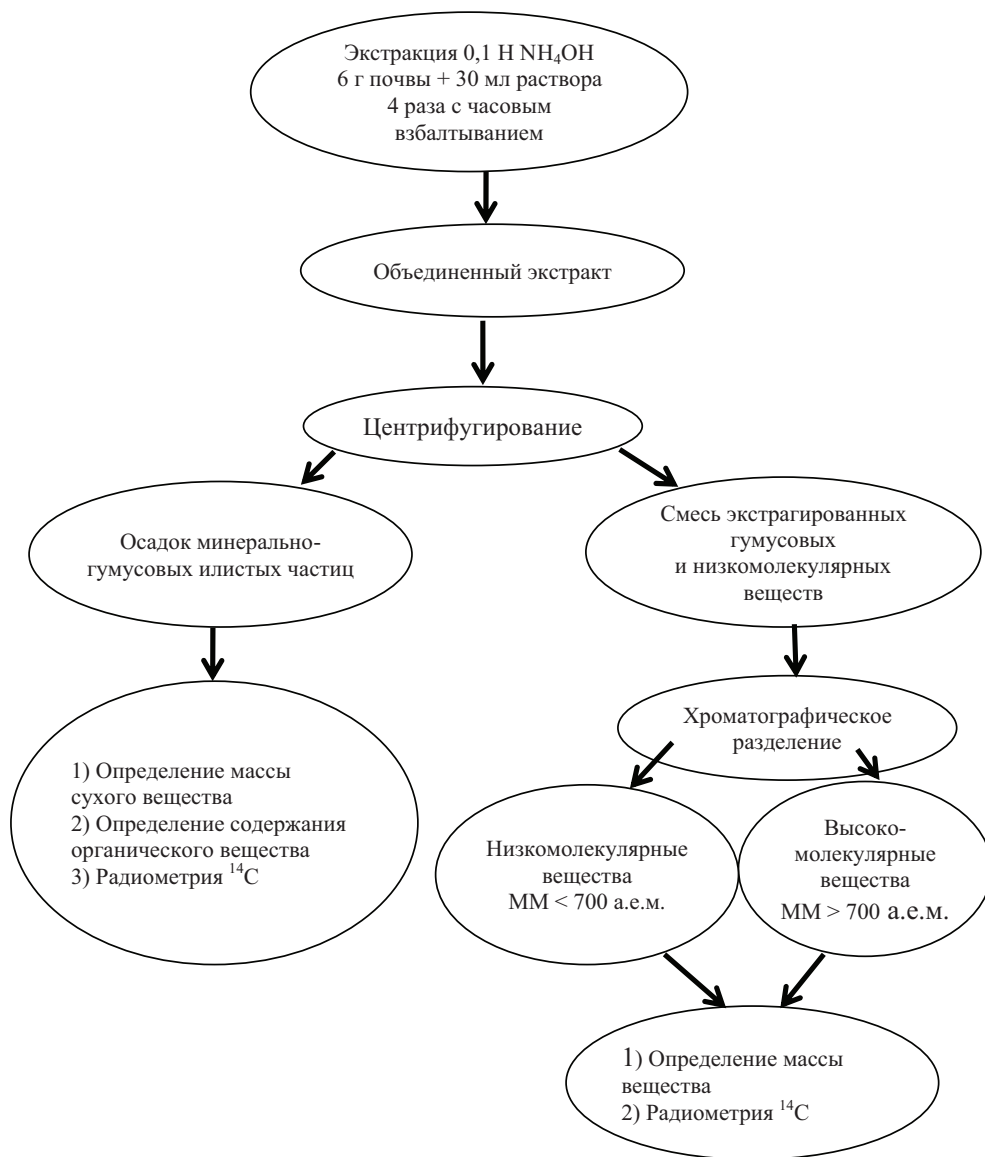 Экстракция 0,1 Н NH₄OH
6 г почвы + 30 мл раствора
4 раза с часовым
взбалтыванием
Объединенный экстракт
Центрифугирование
Осадок минерально-
гумусовых илистых частиц
Смесь экстрагированных
гумусовых
и низкомолекулярных
веществ
1) Определение массы
сухого вещества
2) Определение содержания
органического вещества
3) Радиометрия ¹⁴C
Хроматографическое
разделение
Низкомолекулярные
вещества
ММ < 700 а.е.м.
Высоко-
молекулярные
вещества
ММ > 700 а.е.м.
1) Определение массы
вещества
2) Радиометрия ¹⁴C